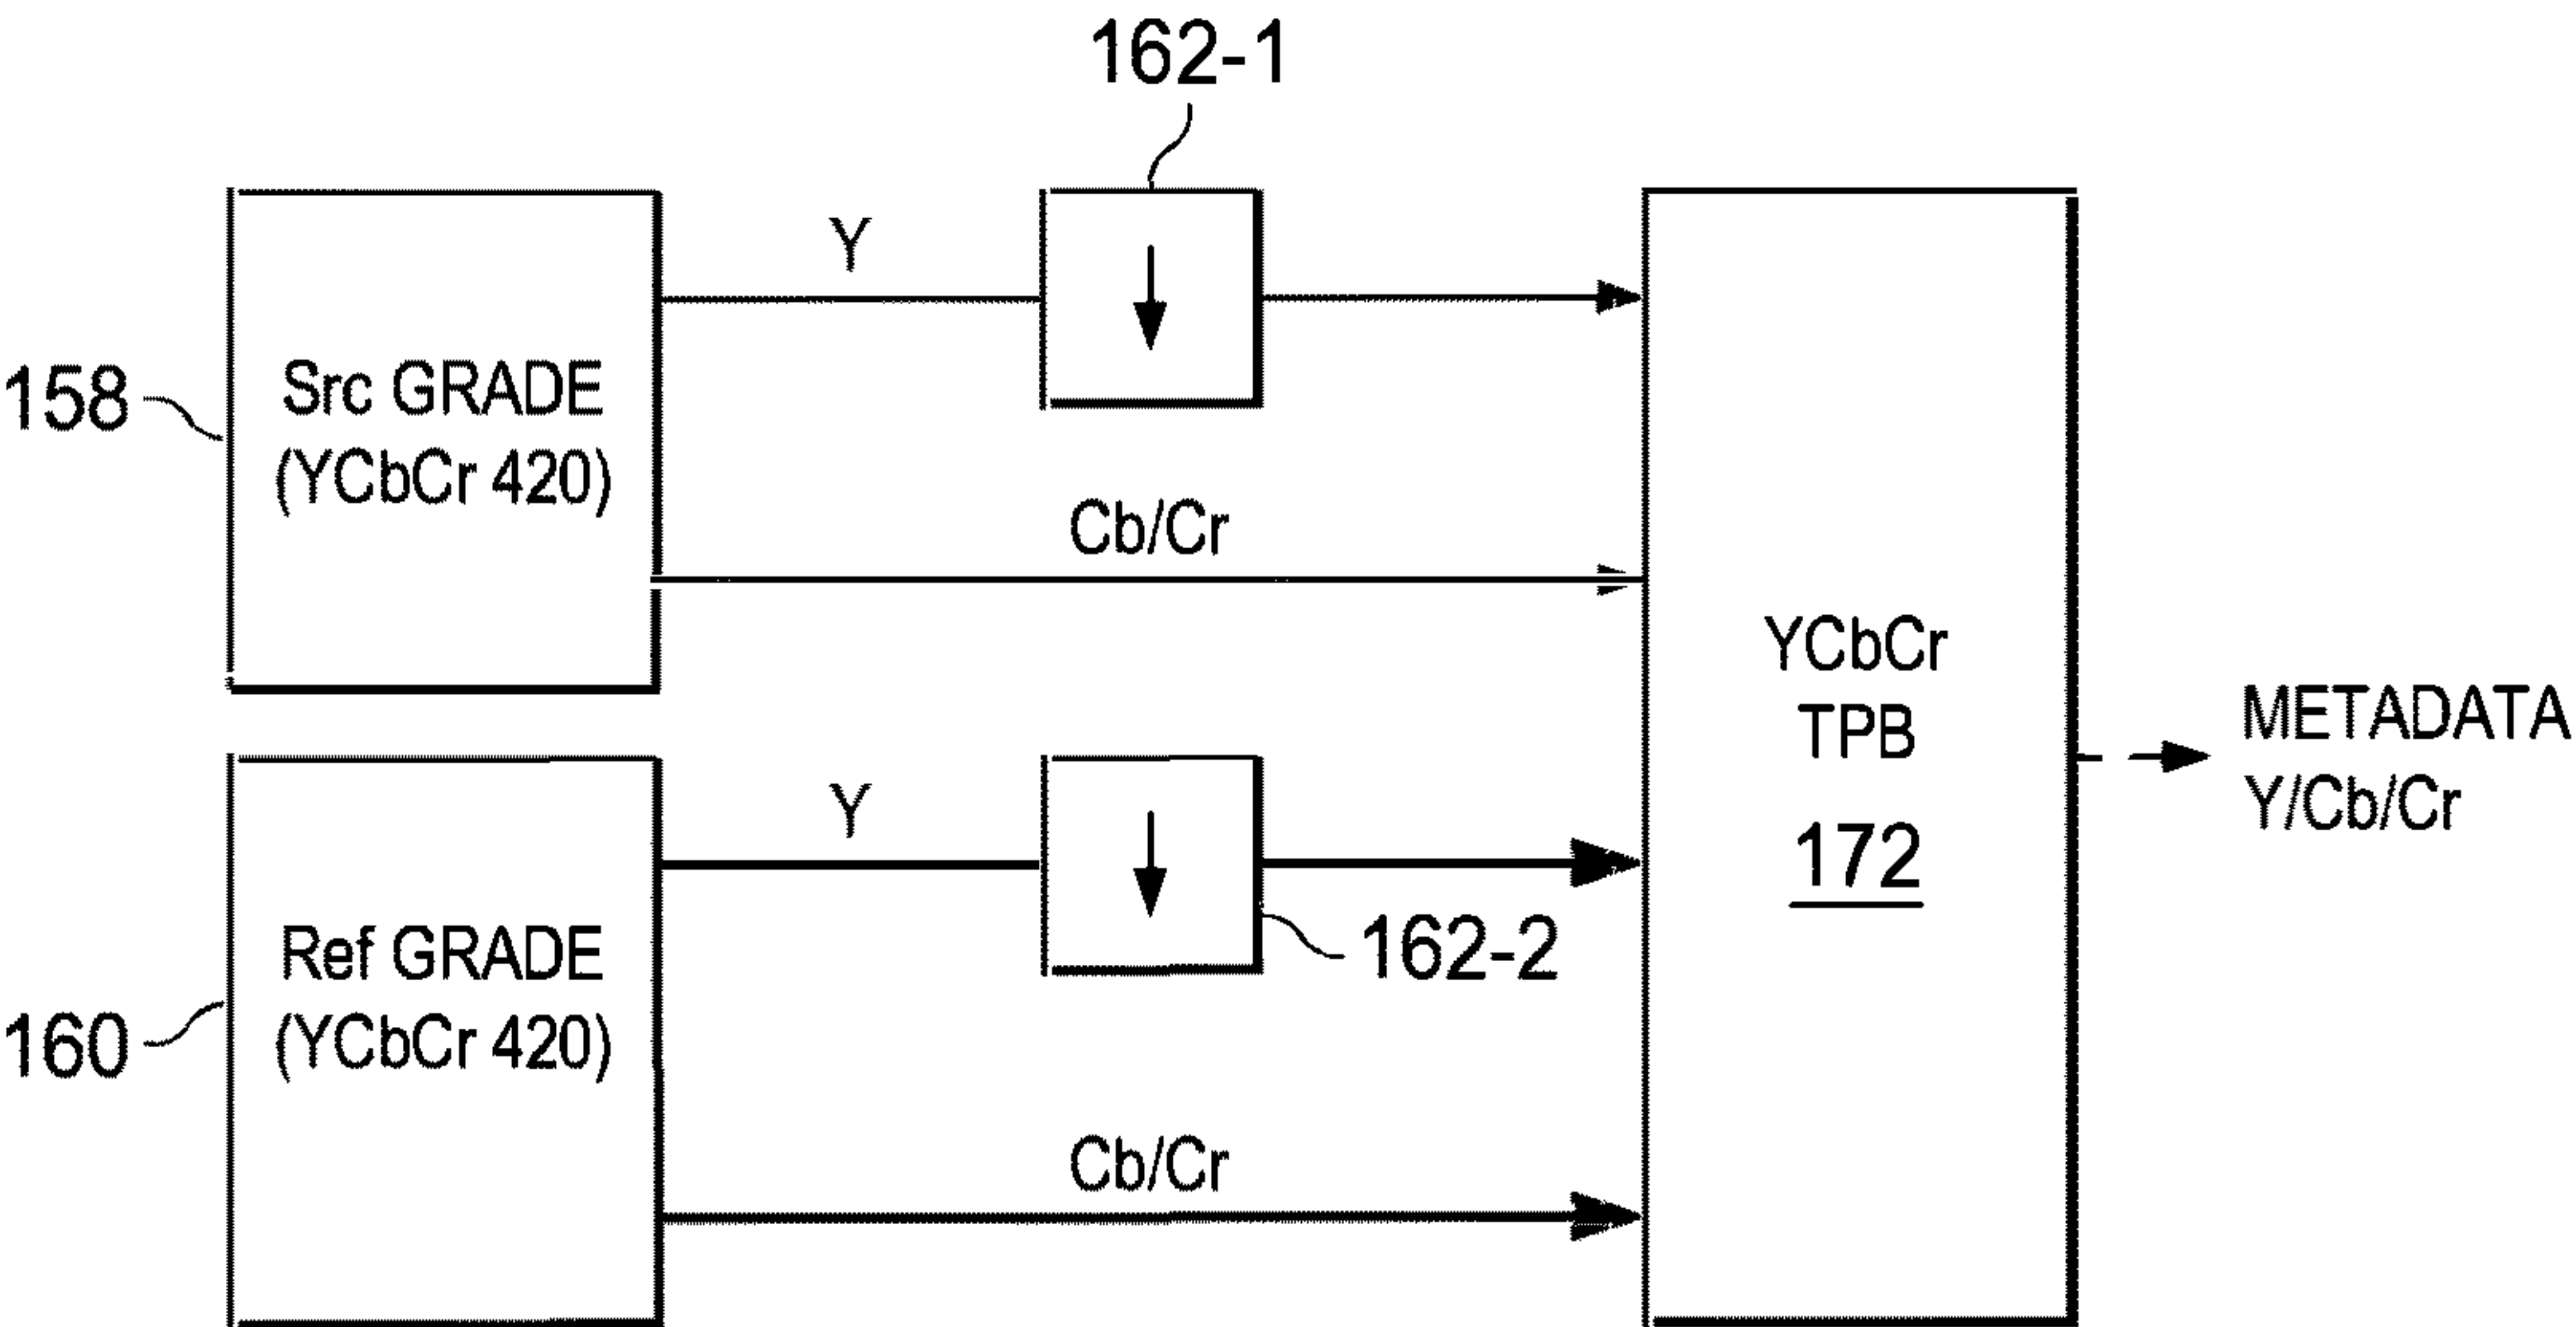 162-1
Y
158
Src GRADE
(YCbCr 420)
Cb/Cr
YCbCr
TPB
172
METADATA
Y/Cb/Cr
Y
162-2
Ref GRADE
(YCbCr 420)
160
Cb/Cr